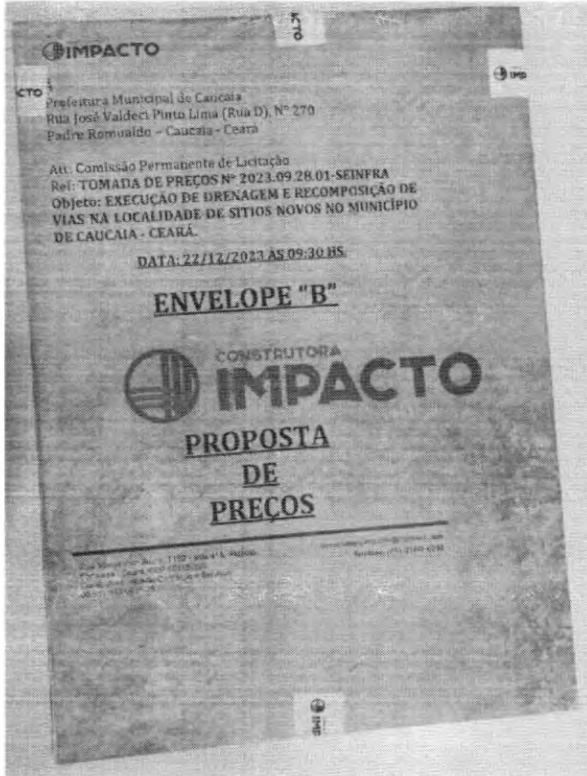 CTO
IMPACTO
IMP
CTO
Prefeitura Municipal de Caucaia
Rua José Valdeci Pinto Lima (Rua D), Nº 270
Padre Romualdo – Caucaia - Ceará
Att: Comissão Permanente de Licitação
Ref: TOMADA DE PREÇOS Nº 2023.09.28.01-SEINFRA
Objeto: EXECUÇÃO DE DRENAGEM E RECOMPOSIÇÃO DE
VIAS NA LOCALIDADE DE SITIOS NOVOS NO MUNICÍPIO
DE CAUCAIA - CEARÁ.
DATA: 22/12/2023 ÀS 09:30 HS.
ENVELOPE "B"
CONSTRUTORA
IMPACTO
PROPOSTA
DE
PREÇOS
IMP